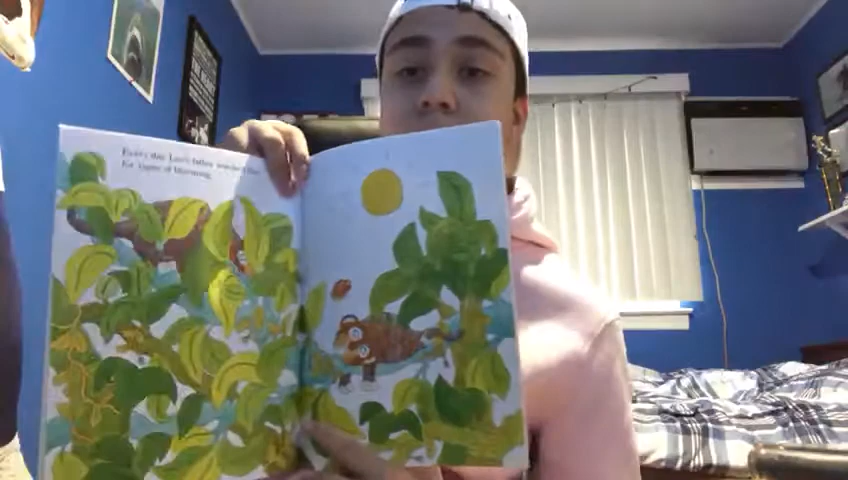 Every day Leo's father watched him
for signs of blooming.